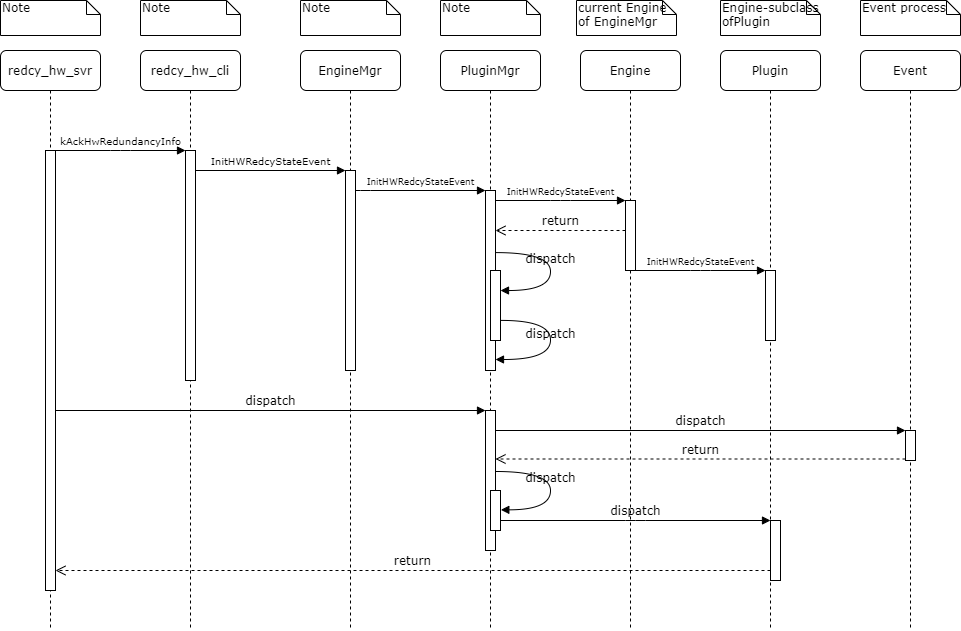 Note
Note
Note
Note
current Engine
of EngineMgr
Engine-subclass
ofPlugin
Event process
redcy_hw_svr
redcy_hw_cli
EngineMgr
PluginMgr
Engine
Plugin
Event
kAckHwRedundancyInfo
InitHWRedcyStateEvent
InitHWRedcyStateEvent
InitHWRedcyStateEvent
return
dispatch
InitHWRedcyStateEvent
dispatch
dispatch
dispatch
return
dispatch
dispatch
return